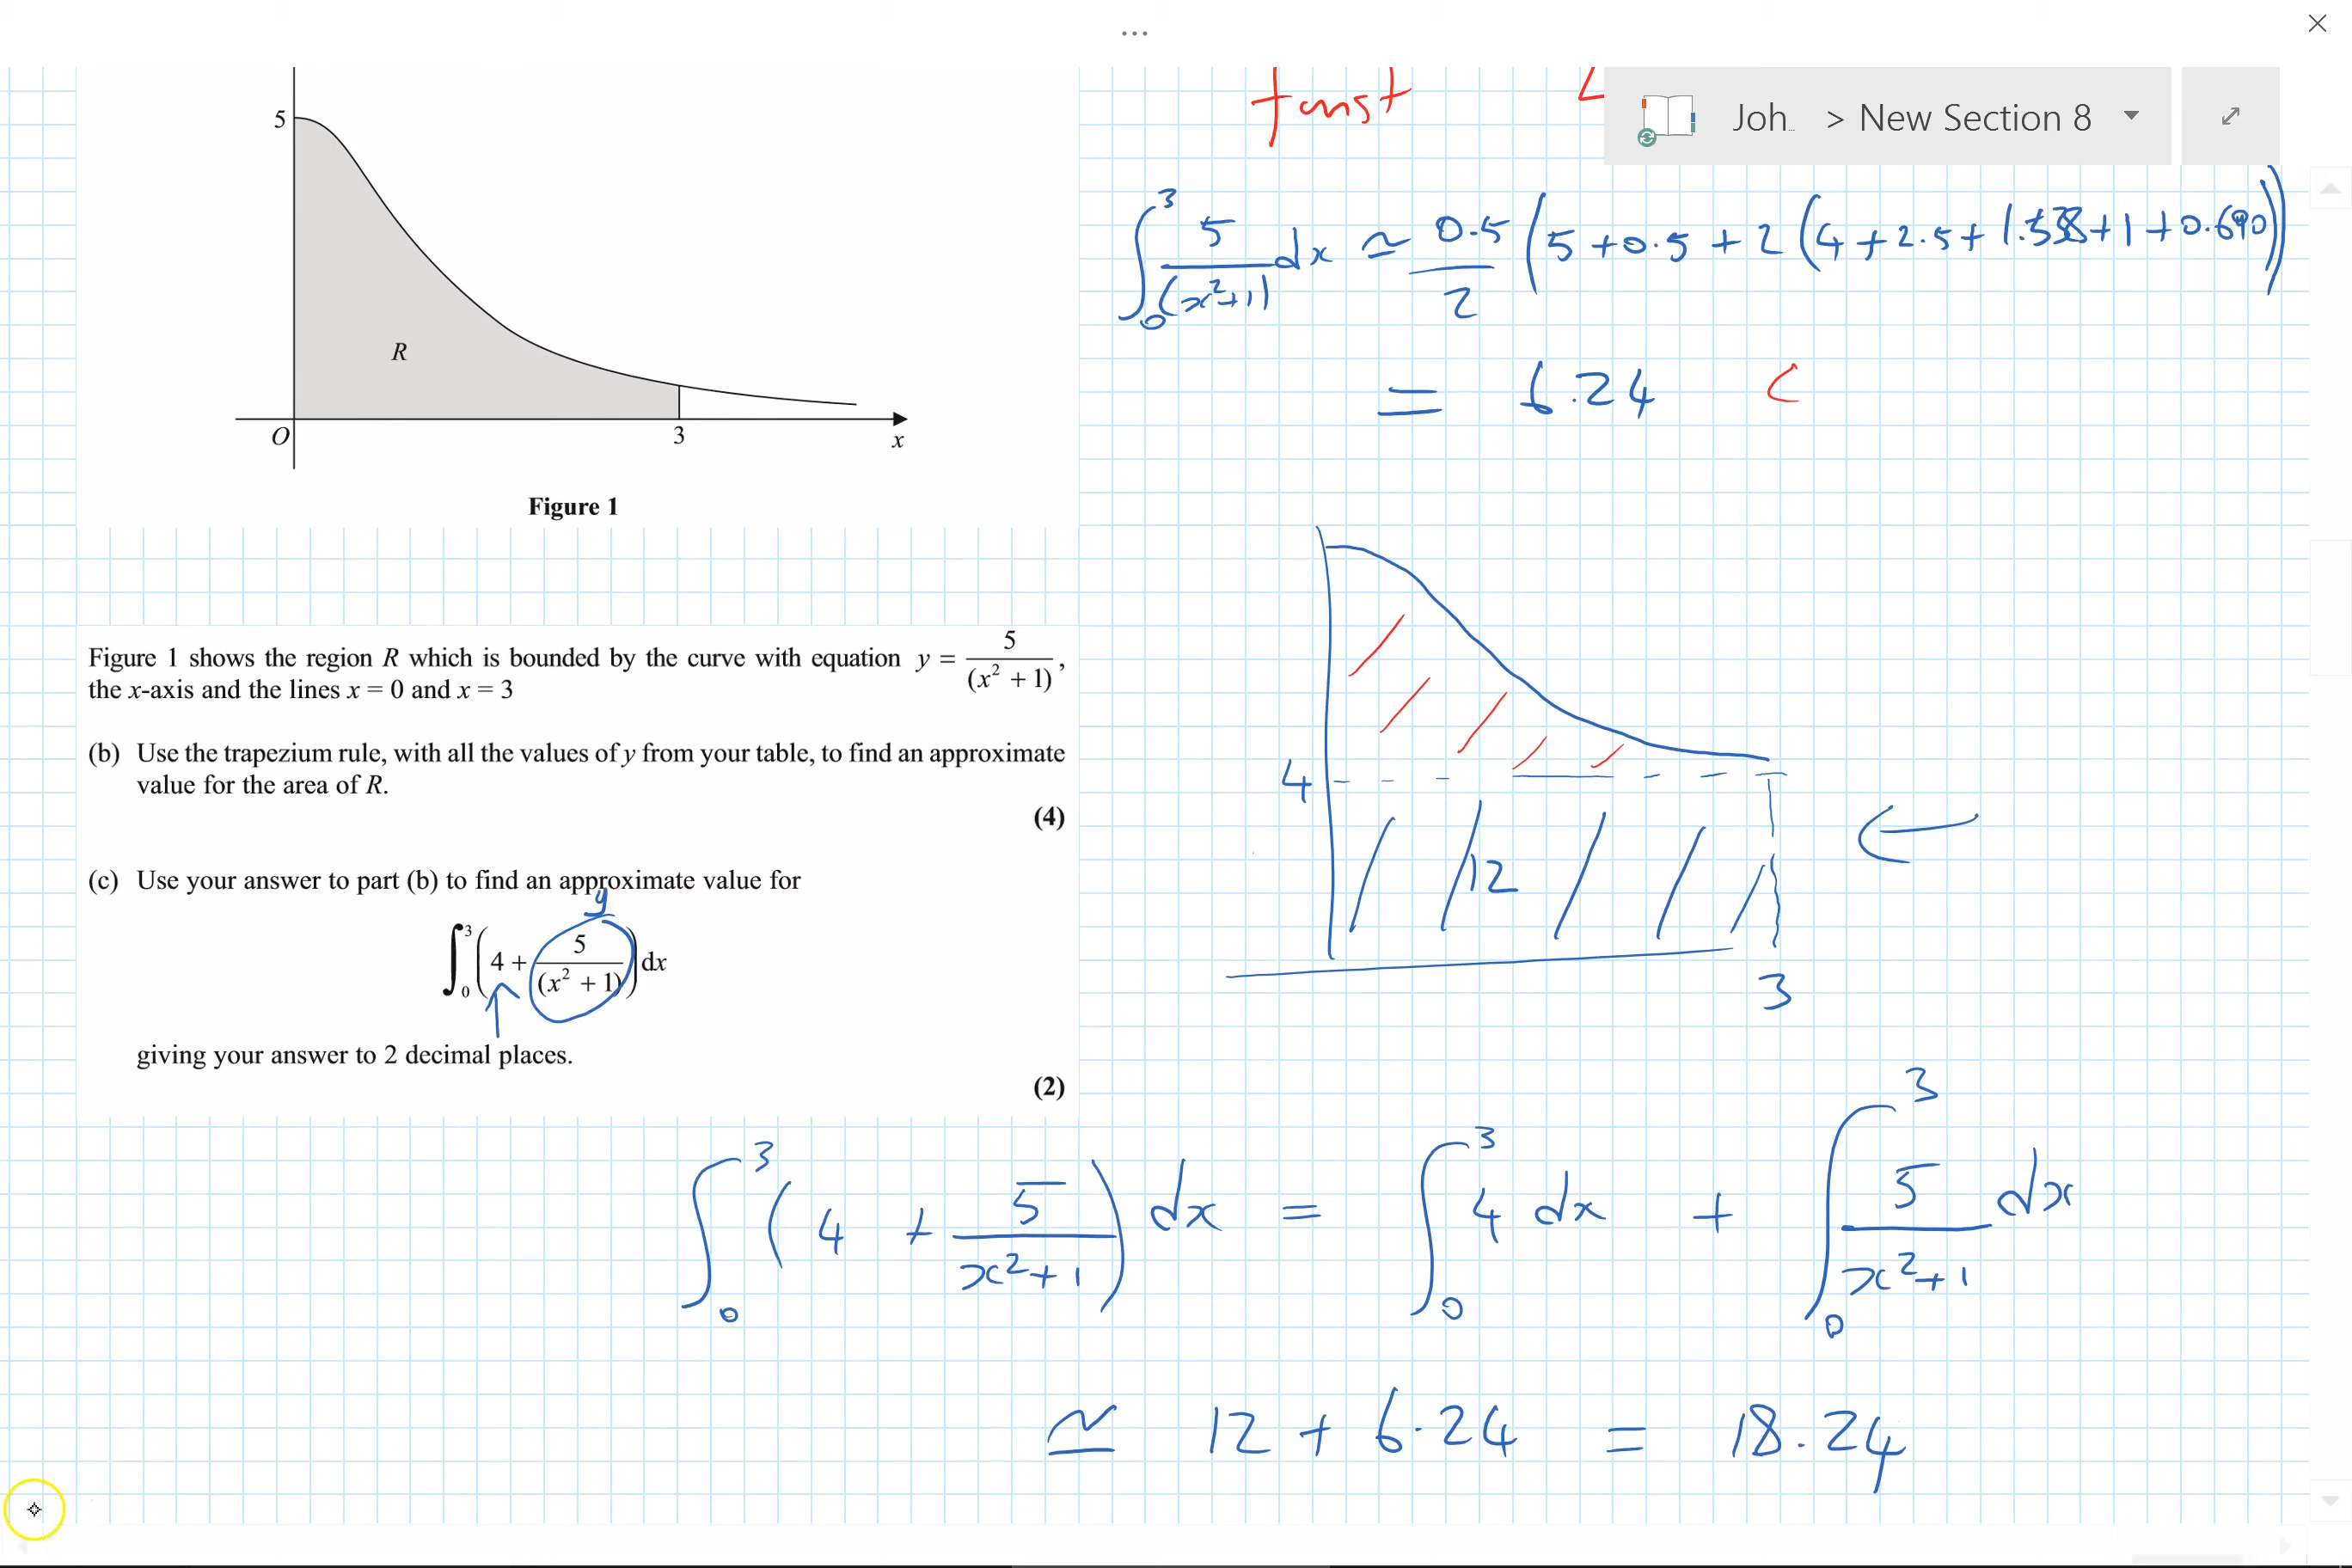 ...
Joh... > New Section 8
5
R
O
3
x
Figure 1
Figure 1 shows the region R which is bounded by the curve with equation y = 5/(x² + 1),
the x-axis and the lines x = 0 and x = 3
(b) Use the trapezium rule, with all the values of y from your table, to find an approximate
value for the area of R.
(4)
(c) Use your answer to part (b) to find an approximate value for
y
∫₀³ (4 + 5/(x² + 1)) dx
giving your answer to 2 decimal places.
(2)
∫₀³ 5/(x²+1) dx ≃ 0.5/2 (5 + 0.5 + 2(4 + 2.5 + 1.538 + 1 + 0.690))
= 6.24
4
12
3
∫₀³ (4 + 5/(x²+1)) dx = ∫₀³ 4 dx + ∫₀³ 5/(x²+1) dx
≃ 12 + 6.24 = 18.24